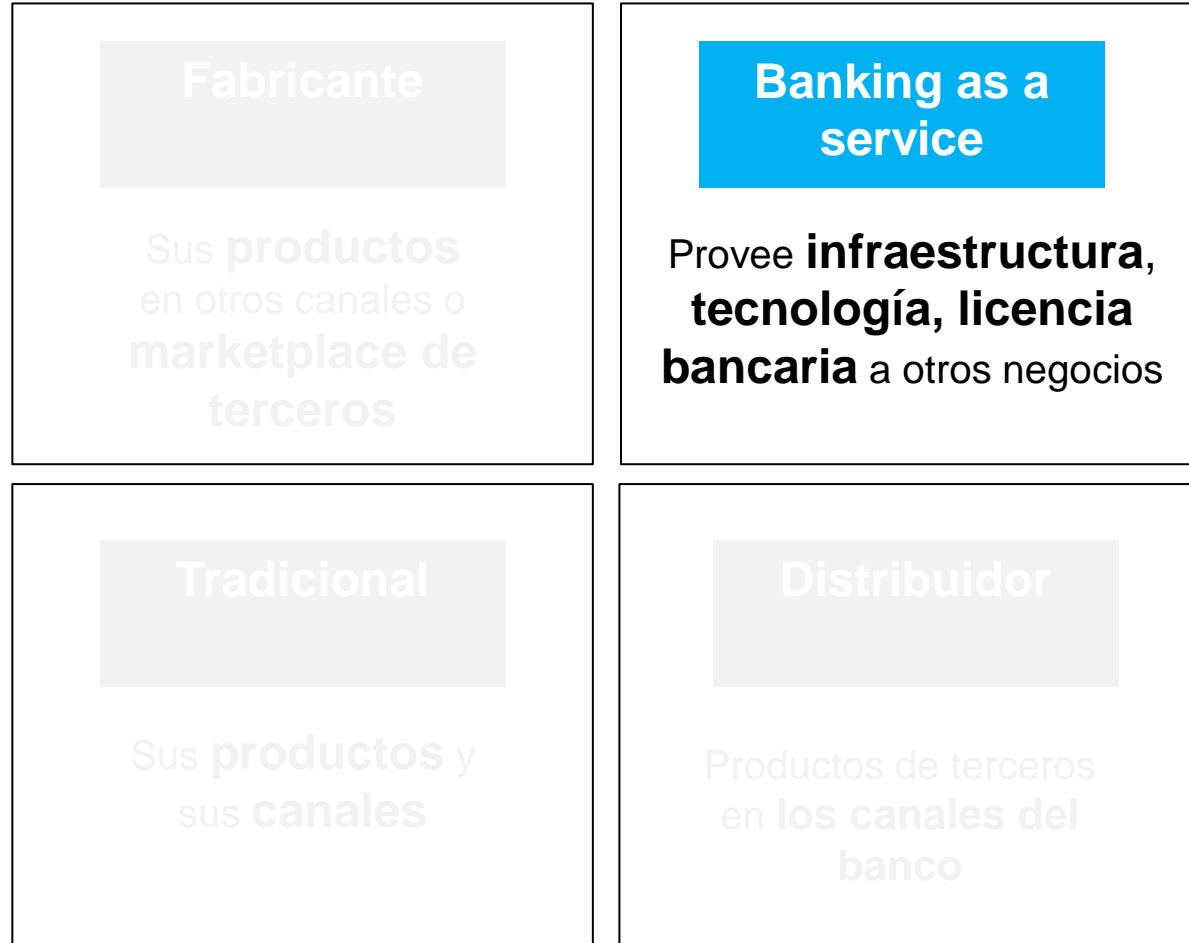 Fabricante
Sus productos
en otros canales o
marketplace de
terceros
Banking as a
service
Provee infraestructura,
tecnología, licencia
bancaria a otros negocios
Tradicional
Sus productos y
sus canales
Distribuidor
Productos de terceros
en los canales del
banco